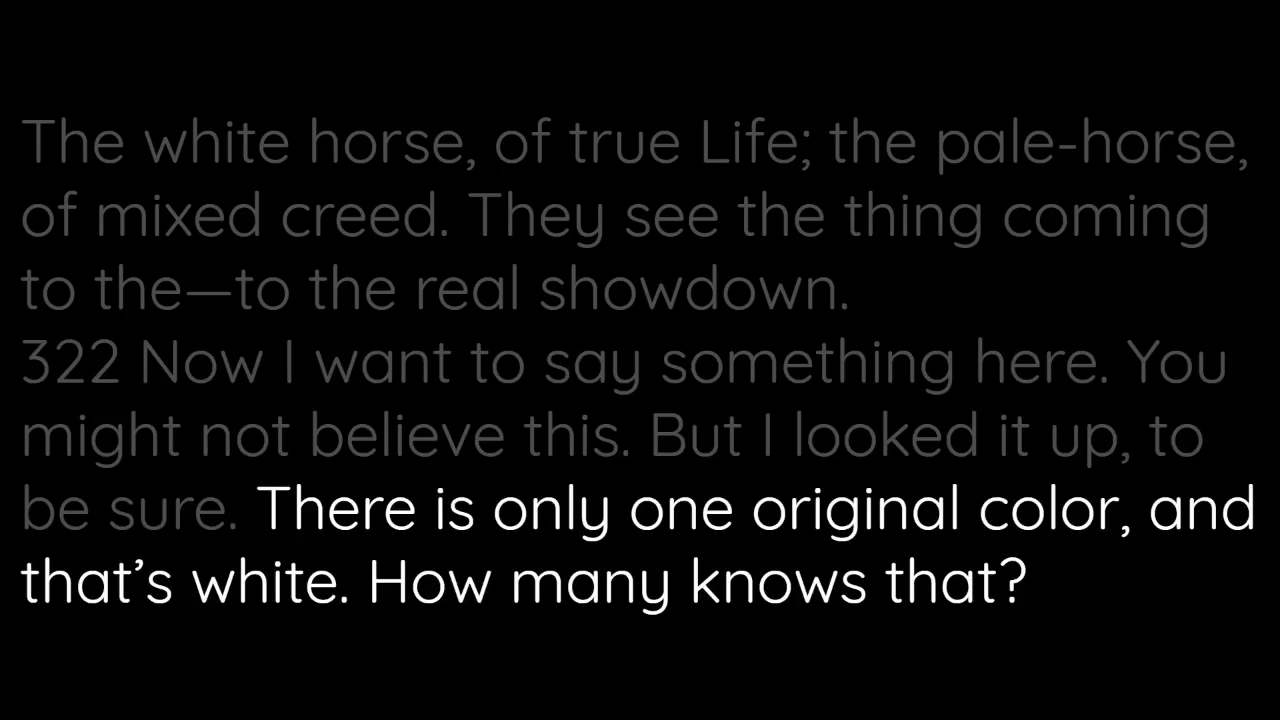 The white horse, of true Life; the pale-horse,
of mixed creed. They see the thing coming
to the—to the real showdown.
322 Now I want to say something here. You
might not believe this. But I looked it up, to
be sure. There is only one original color, and
that’s white. How many knows that?